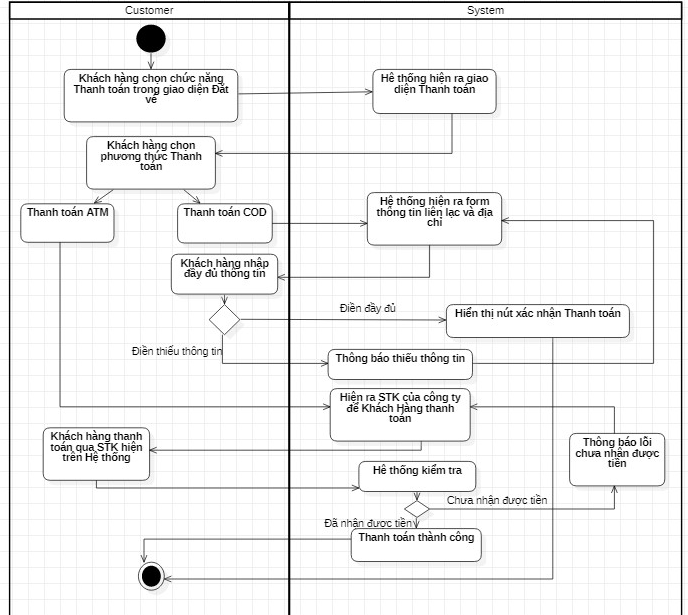 Customer
System
Khách hàng chọn chức năng
Thanh toán trong giao diện Đặt
vé
Hệ thống hiện ra giao
diện Thanh toán
Khách hàng chọn
phương thức Thanh
toán
Thanh toán ATM
Thanh toán COD
Hệ thống hiện ra form
thông tin liên lạc và địa
chỉ
Khách hàng nhập
đầy đủ thông tin
Điền đầy đủ
Hiển thị nút xác nhận Thanh toán
Điền thiếu thông tin
Thông báo thiếu thông tin
Hiện ra STK của công ty
để Khách Hàng thanh
toán
Khách hàng thanh
toán qua STK hiện
trên Hệ thống
Thông báo lỗi
chưa nhận được
tiền
Hệ thống kiểm tra
Chưa nhận được tiền
Đã nhận được tiền
Thanh toán thành công